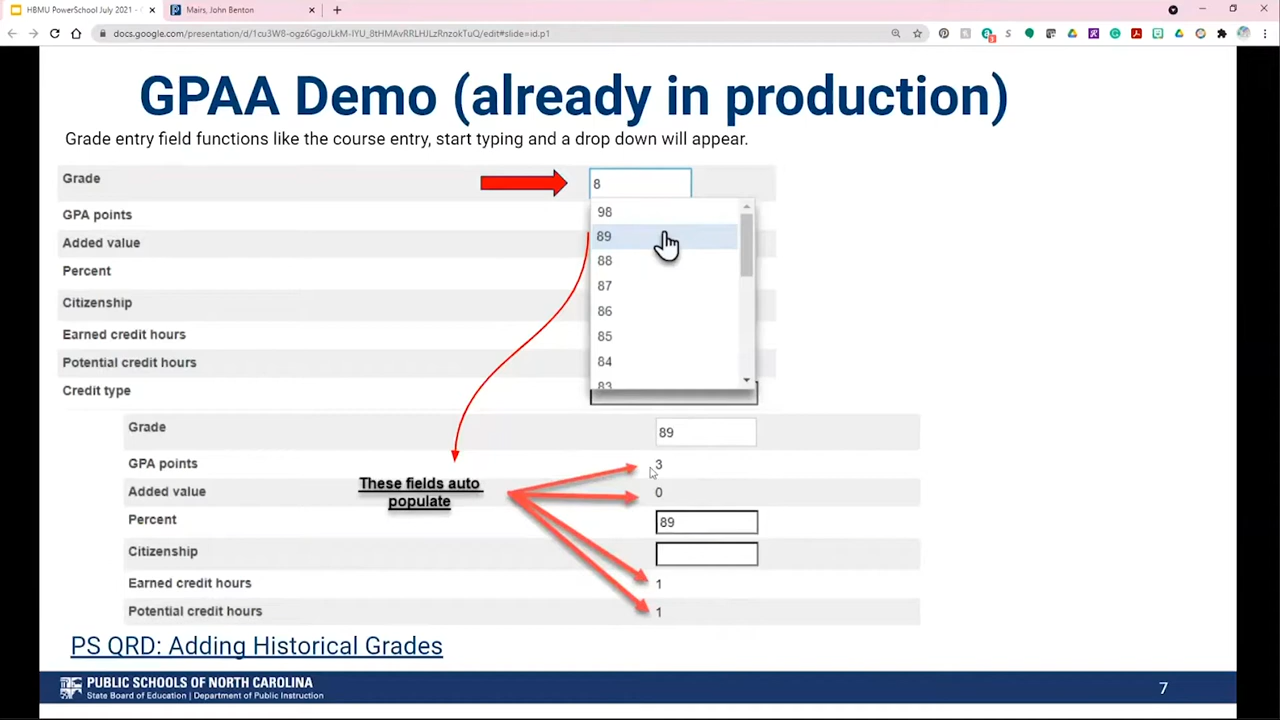 HBMU PowerSchool July 2021 -
Mairs, John Benton
docs.google.com/presentation/d/1cu3W8-ogz6GgoJLkM-IYU_8tHMAvRRLHJLzRnzokTuQ/edit#slide=id.p1
GPAA Demo (already in production)
Grade entry field functions like the course entry, start typing and a drop down will appear.
Grade
8
GPA points
98
Added value
89
Percent
88
87
Citizenship
86
Earned credit hours
85
Potential credit hours
84
Credit type
83
Grade
89
GPA points
3
These fields auto
populate
Added value
0
Percent
89
Citizenship
Earned credit hours
1
Potential credit hours
1
PS QRD: Adding Historical Grades
PUBLIC SCHOOLS OF NORTH CAROLINA
State Board of Education | Department of Public Instruction
7